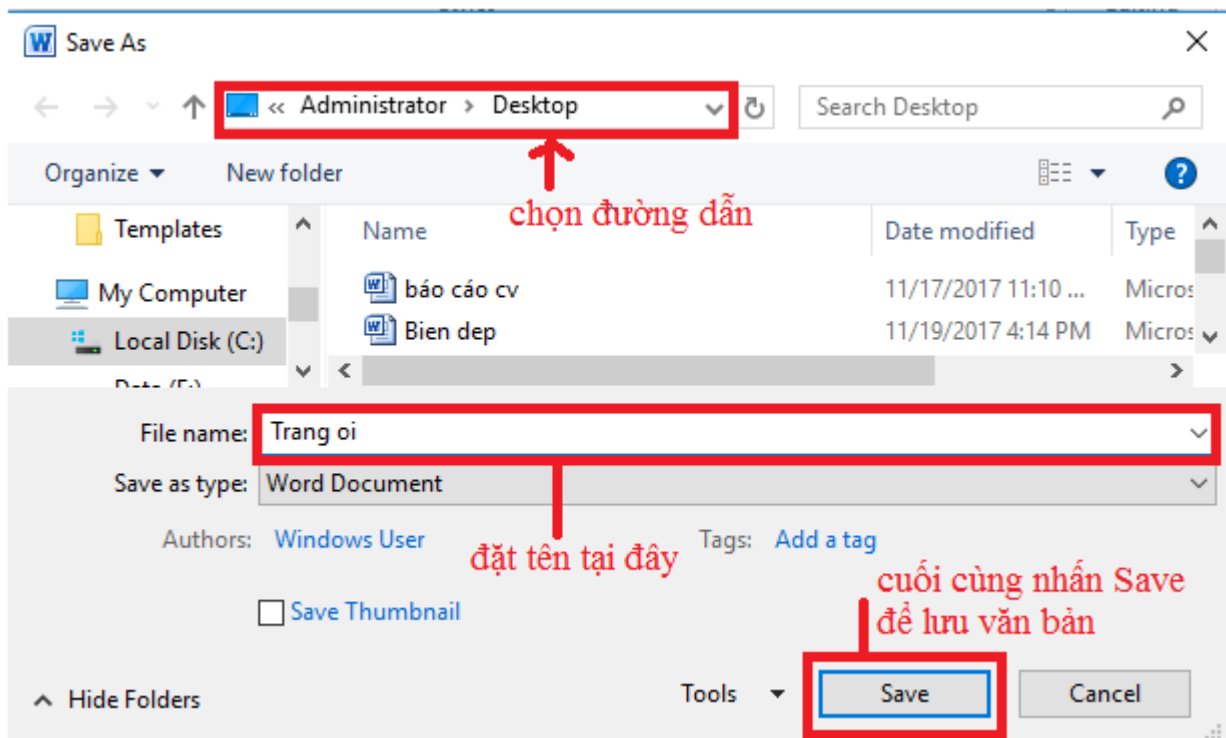 Save As
« Administrator > Desktop
Search Desktop
Organize
New folder
chọn đường dẫn
Templates
Name
Date modified
Type
My Computer
báo cáo cv
11/17/2017 11:10 ...
Micros
Local Disk (C:)
Bien dep
11/19/2017 4:14 PM
Micros
File name: Trang oi
Save as type: Word Document
Authors: Windows User
Tags: Add a tag
đặt tên tại đây
cuối cùng nhấn Save
để lưu văn bản
Save Thumbnail
Hide Folders
Tools
Save
Cancel